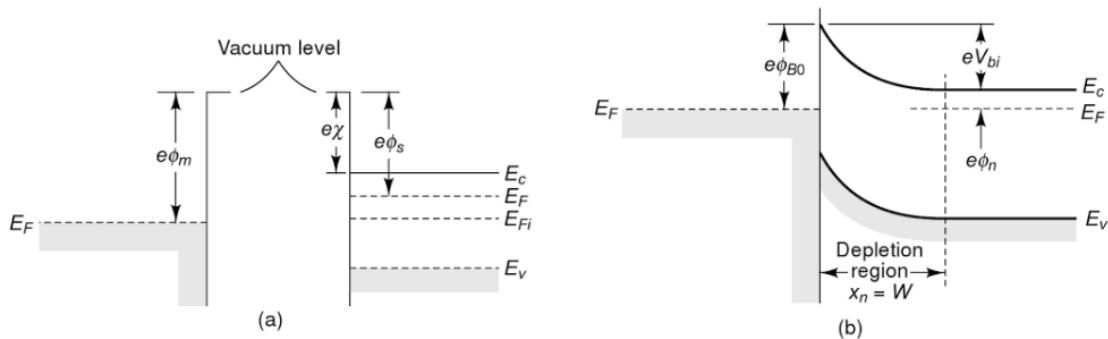 Vacuum level
eϕm
eχ
eϕs
Ec
EF
EFi
Ev
EF
(a)
eϕB0
eVbi
Ec
EF
EF
eϕn
Ev
Depletion
region
xn = W
(b)